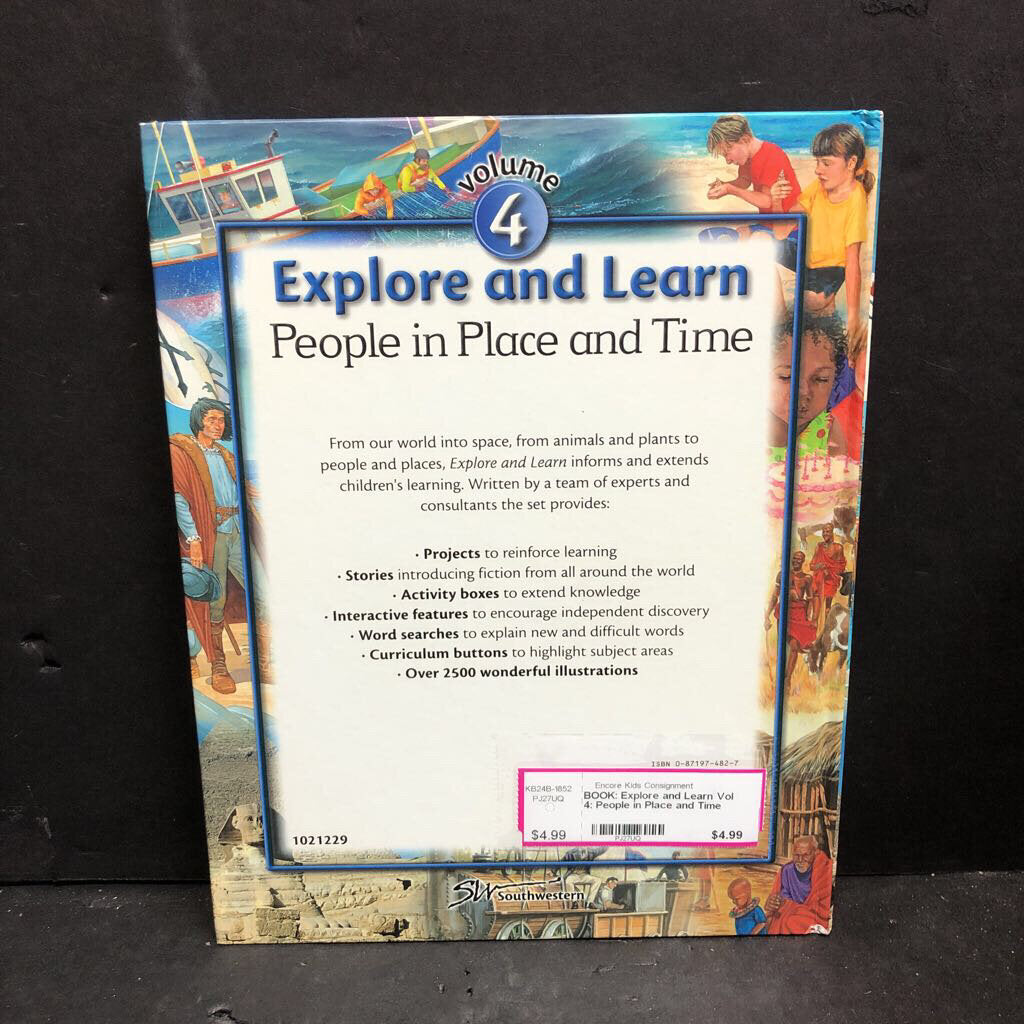 volume
4
Explore and Learn
People in Place and Time
From our world into space, from animals and plants to
people and places, Explore and Learn informs and extends
children's learning. Written by a team of experts and
consultants the set provides:
· Projects to reinforce learning
· Stories introducing fiction from all around the world
· Activity boxes to extend knowledge
· Interactive features to encourage independent discovery
· Word searches to explain new and difficult words
· Curriculum buttons to highlight subject areas
· Over 2500 wonderful illustrations
ISBN 0-87197-482-7
KB24B-1852
PJ27UQ
$4.99
Encore Kids Consignment
BOOK: Explore and Learn Vol
4: People in Place and Time
PJ27UQ
$4.99
1021229
SW Southwestern